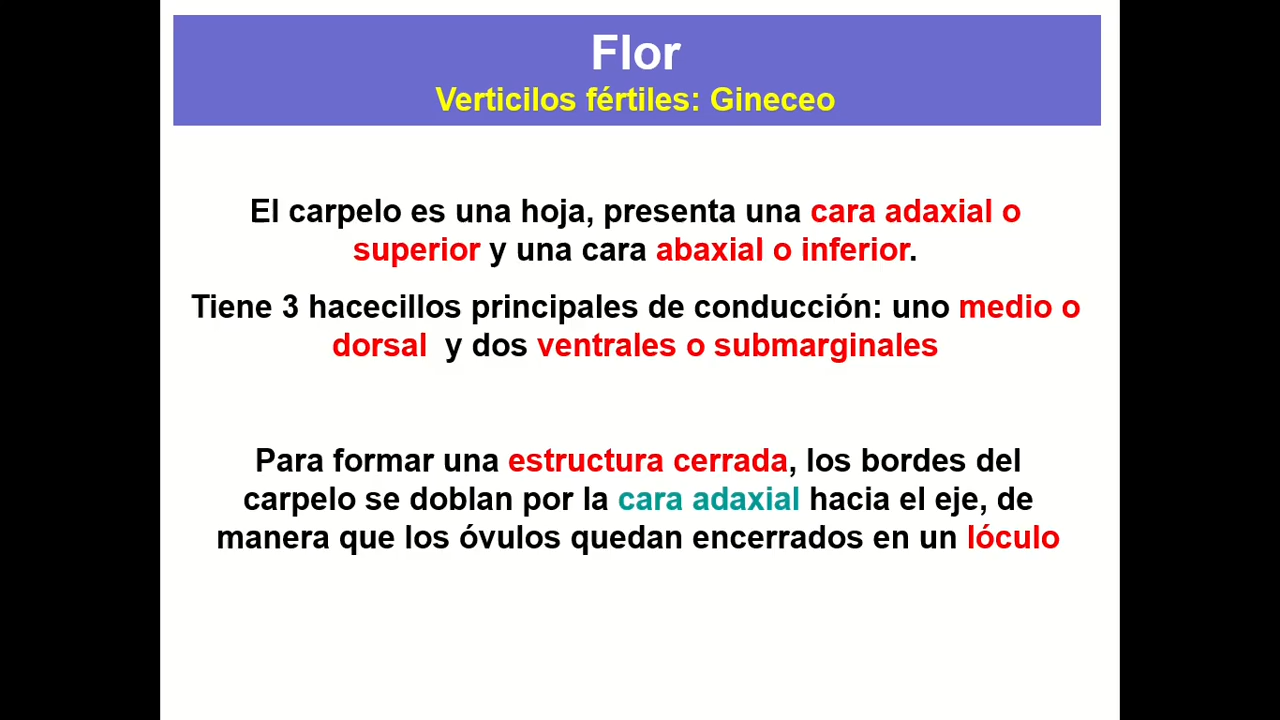 Flor
Verticilos fértiles: Gineceo
El carpelo es una hoja, presenta una cara adaxial o
superior y una cara abaxial o inferior.
Tiene 3 hacecillos principales de conducción: uno medio o
dorsal y dos ventrales o submarginales
Para formar una estructura cerrada, los bordes del
carpelo se doblan por la cara adaxial hacia el eje, de
manera que los óvulos quedan encerrados en un lóculo